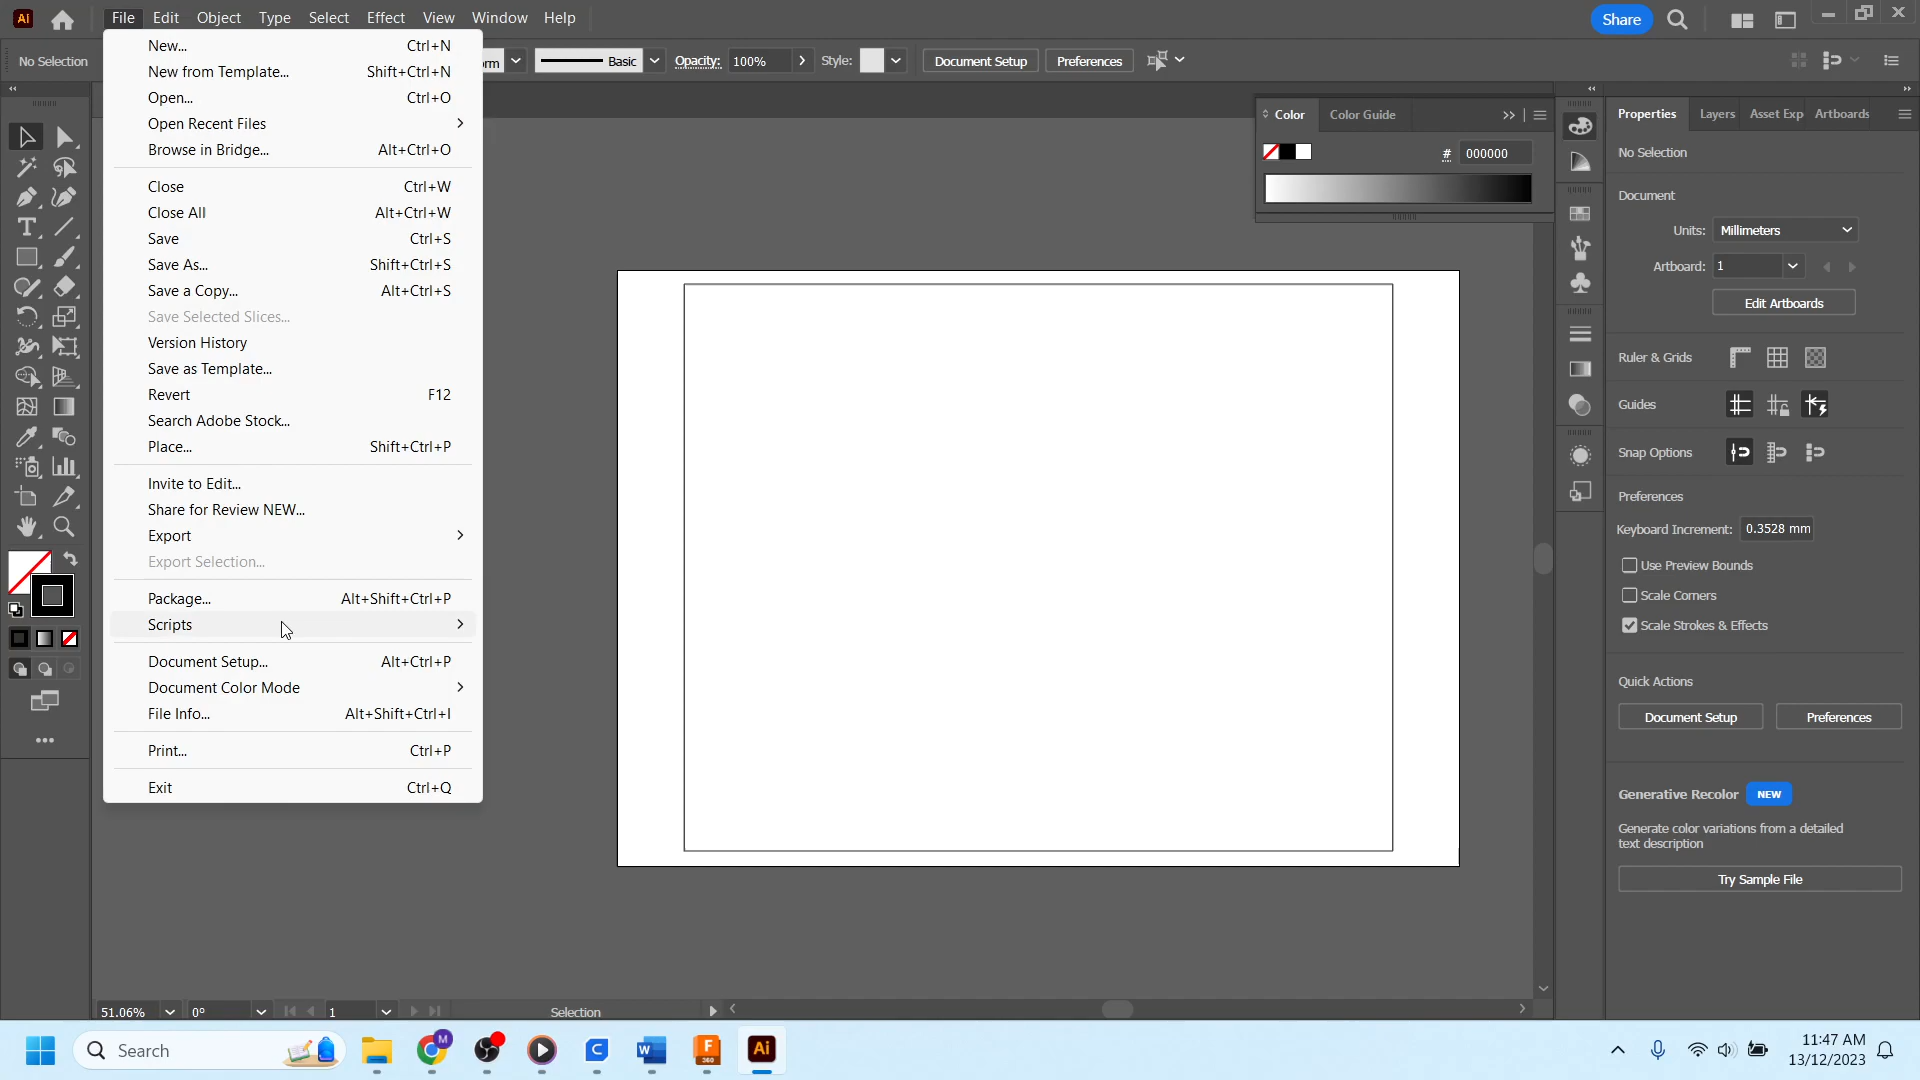 Ai
File Edit Object Type Select Effect View Window Help
Share
No Selection
Basic
Opacity: 100%
Style:
Document Setup
Preferences
New... Ctrl+N
New from Template... Shift+Ctrl+N
Open... Ctrl+O
Open Recent Files
Browse in Bridge... Alt+Ctrl+O
Close Ctrl+W
Close All Alt+Ctrl+W
Save Ctrl+S
Save As... Shift+Ctrl+S
Save a Copy... Alt+Ctrl+S
Save Selected Slices...
Version History
Save as Template...
Revert F12
Search Adobe Stock...
Place... Shift+Ctrl+P
Invite to Edit...
Share for Review NEW...
Export
Export Selection...
Package... Alt+Shift+Ctrl+P
Scripts
Document Setup... Alt+Ctrl+P
Document Color Mode
File Info... Alt+Shift+Ctrl+I
Print... Ctrl+P
Exit Ctrl+Q
Color
Color Guide
# 000000
Properties Layers Asset Exp Artboards
No Selection
Document
Units: Millimeters
Artboard: 1
Edit Artboards
Ruler & Grids
Guides
Snap Options
Preferences
Keyboard Increment: 0.3528 mm
Use Preview Bounds
Scale Corners
Scale Strokes & Effects
Quick Actions
Document Setup
Preferences
Generative Recolor NEW
Generate color variations from a detailed
text description
Try Sample File
51.06% 0° 1 Selection
Search
M
C
W
F
360
Ai
11:47 AM
13/12/2023